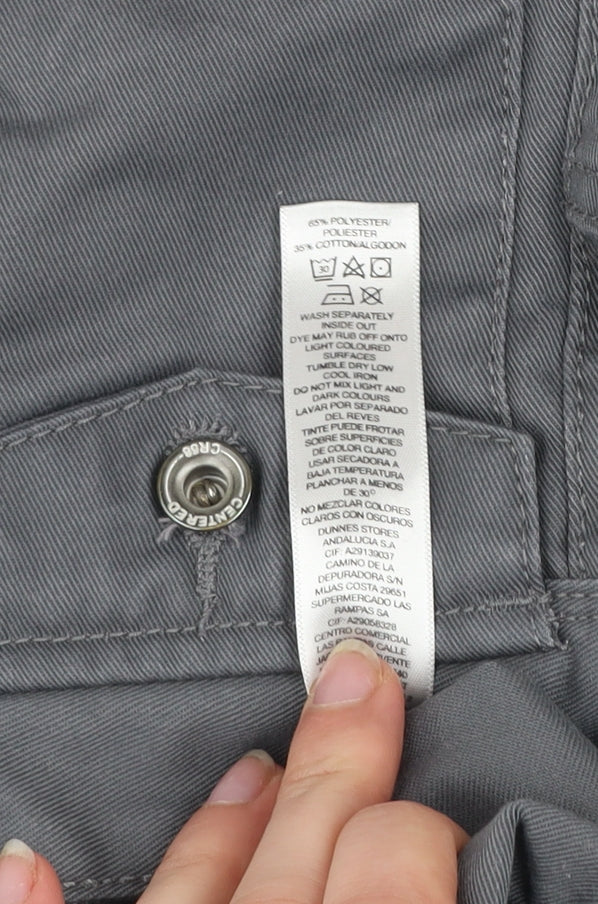 65% POLYESTER/
POLIESTER
35% COTTON/ALGODON
30
WASH SEPARATELY
INSIDE OUT
DYE MAY RUB OFF ONTO
LIGHT COLOURED
SURFACES
TUMBLE DRY LOW
COOL IRON
DO NOT MIX LIGHT AND
DARK COLOURS
LAVAR POR SEPARADO
DEL REVES
TINTE PUEDE FROTAR
SOBRE SUPERFICIES
DE COLOR CLARO
USAR SECADORA A
BAJA TEMPERATURA
PLANCHAR A MENOS
DE 30°
NO MEZCLAR COLORES
CLAROS CON OSCUROS
DUNNES STORES
ANDALUCIA S.A
CIF: A29139037
CAMINO DE LA
DEPURADORA S/N
MIJAS COSTA 29651
SUPERMERCADO LAS
RAMPAS SA
CIF: A29058328
CENTRO COMERCIAL
LAS CALLE
CENTERED